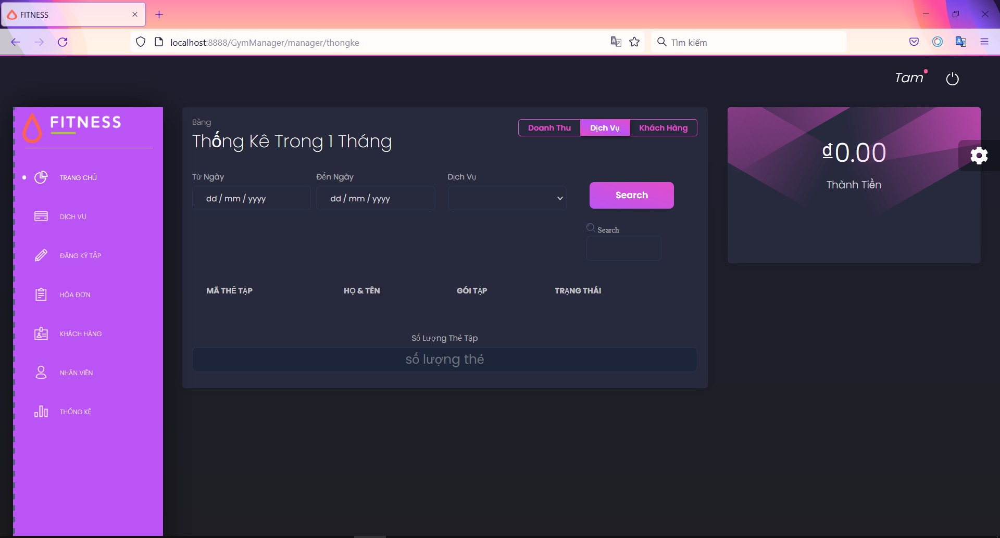 FITNESS
localhost:8888/GymManager/manager/thongke
Tìm kiếm
Tam
FITNESS
TRANG CHỦ
DỊCH VỤ
ĐĂNG KÝ TẬP
HÓA ĐƠN
KHÁCH HÀNG
NHÂN VIÊN
THỐNG KÊ
Bảng
Thống Kê Trong 1 Tháng
Doanh Thu
Dịch Vụ
Khách Hàng
Từ Ngày
Đến Ngày
Dịch Vụ
dd / mm / yyyy
dd / mm / yyyy
Search
Search
MÃ THẺ TẬP
HỌ & TÊN
GÓI TẬP
TRẠNG THÁI
Số Lượng Thẻ Tập
số lượng thẻ
₫0.00
Thành Tiền